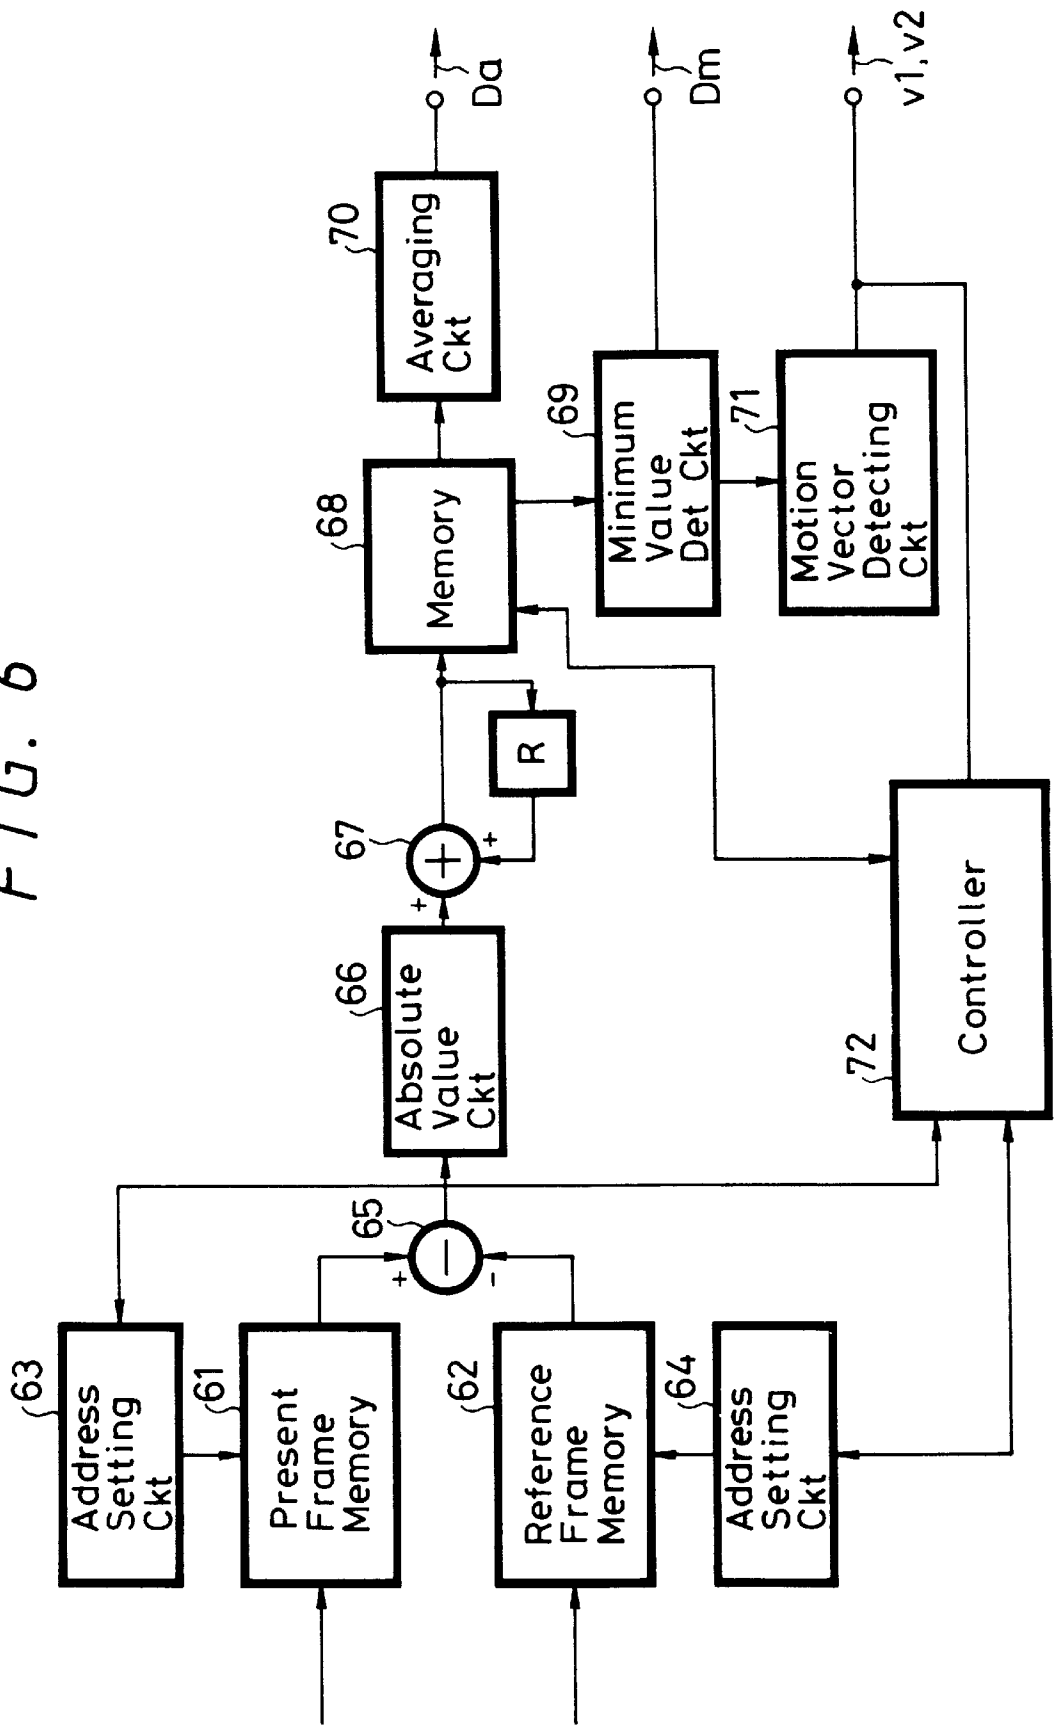 FIG. 6
63
Address
Setting
Ckt
61
Present
Frame
Memory
62
Reference
Frame
Memory
64
Address
Setting
Ckt
65
+
−
-
66
Absolute
Value
Ckt
67
+
+
+
R
68
Memory
70
Averaging
Ckt
Da
69
Minimum
Value
Det Ckt
Dm
71
Motion
Vector
Detecting
Ckt
v1,v2
72
Controller